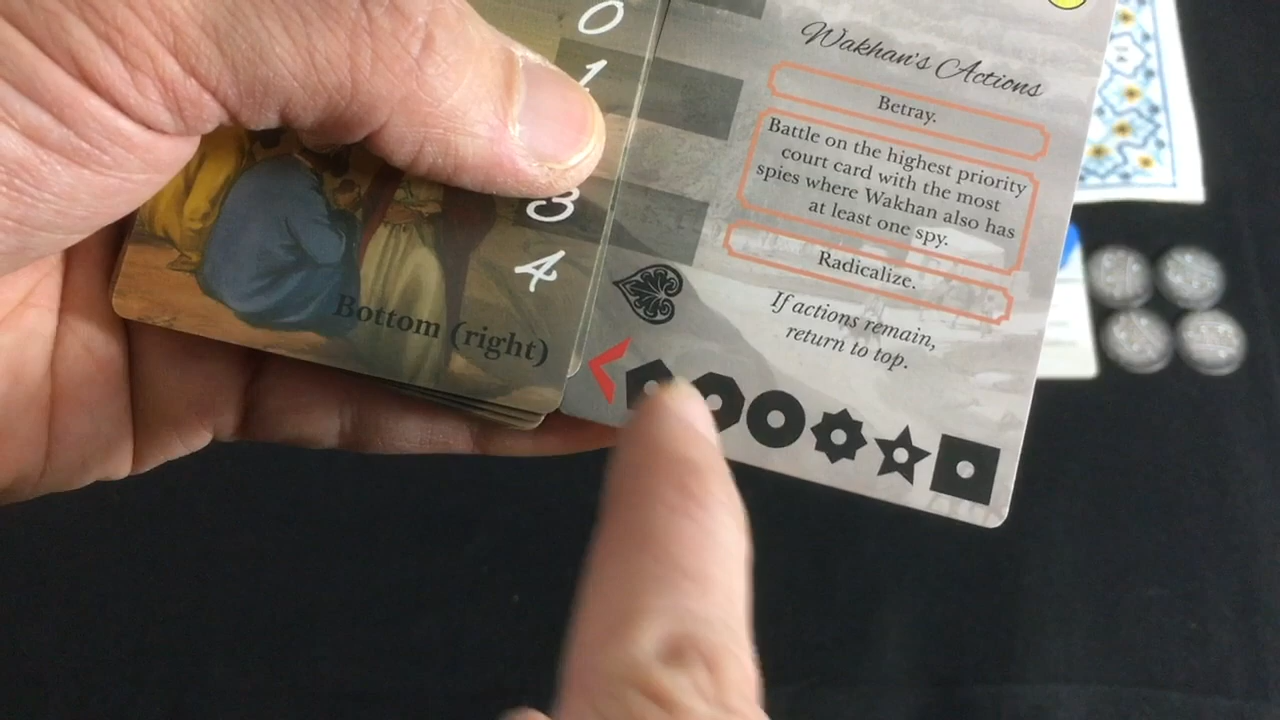 0
1
3
4
Bottom (right)
Wakhan's Actions
Betray.
Battle on the highest priority
court card with the most
spies where Wakhan also has
at least one spy.
Radicalize.
If actions remain,
return to top.